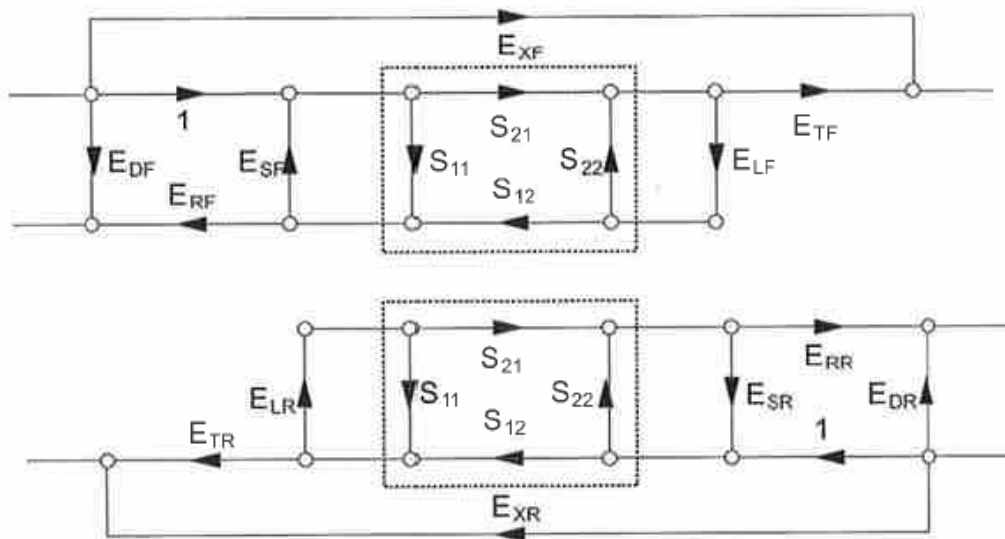 E_XF
1
S_21
E_TF
E_DF
E_SF
S_11
S_22
E_LF
E_RF
S_12
S_21
E_RR
E_LR
S_11
S_22
E_SR
E_DR
E_TR
S_12
1
E_XR